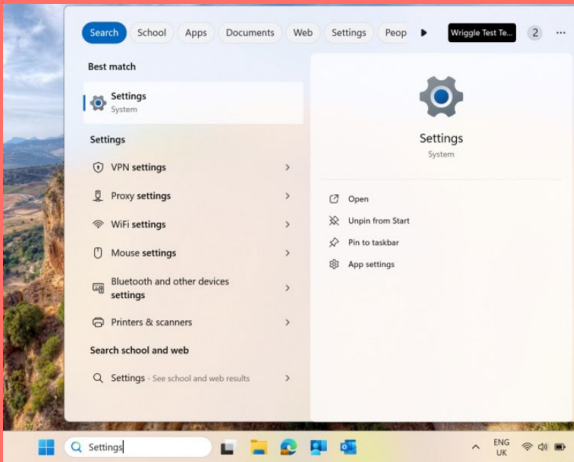 Search School Apps Documents Web Settings Peop Wriggle Test Te... 2 ...
Best match
Settings
System
Settings
VPN settings
Proxy settings
WiFi settings
Mouse settings
Bluetooth and other devices
settings
Printers & scanners
Search school and web
Settings - See school and web results
Settings
System
Open
Unpin from Start
Pin to taskbar
App settings
Settings
ENG
UK